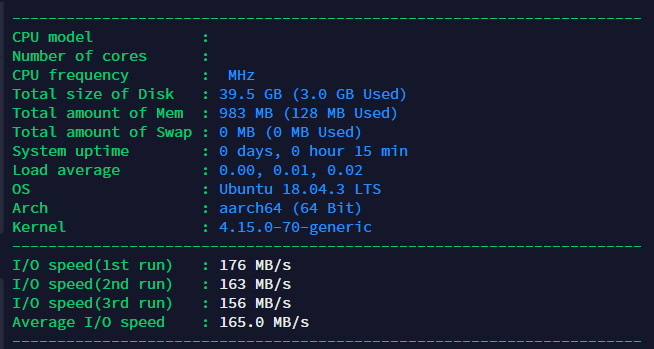 ----------------------------------------------------------------------
CPU model            :
Number of cores      :
CPU frequency        :  MHz
Total size of Disk   : 39.5 GB (3.0 GB Used)
Total amount of Mem  : 983 MB (128 MB Used)
Total amount of Swap : 0 MB (0 MB Used)
System uptime        : 0 days, 0 hour 15 min
Load average         : 0.00, 0.01, 0.02
OS                   : Ubuntu 18.04.3 LTS
Arch                 : aarch64 (64 Bit)
Kernel               : 4.15.0-70-generic
----------------------------------------------------------------------
I/O speed(1st run)   : 176 MB/s
I/O speed(2nd run)   : 163 MB/s
I/O speed(3rd run)   : 156 MB/s
Average I/O speed    : 165.0 MB/s
----------------------------------------------------------------------